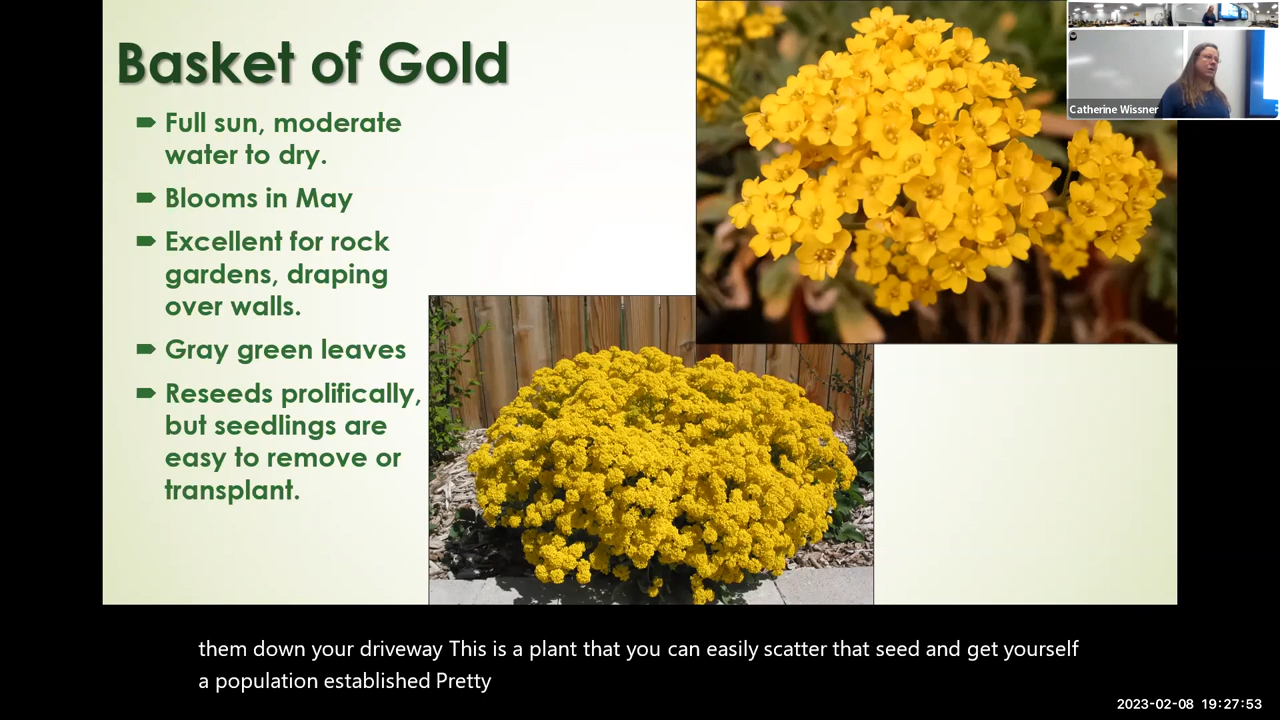 Basket of Gold
Full sun, moderate
water to dry.
Blooms in May
Excellent for rock
gardens, draping
over walls.
Gray green leaves
Reseeds prolifically,
but seedlings are
easy to remove or
transplant.
Catherine Wissner
them down your driveway This is a plant that you can easily scatter that seed and get yourself
a population established Pretty
2023-02-08 19:27:53